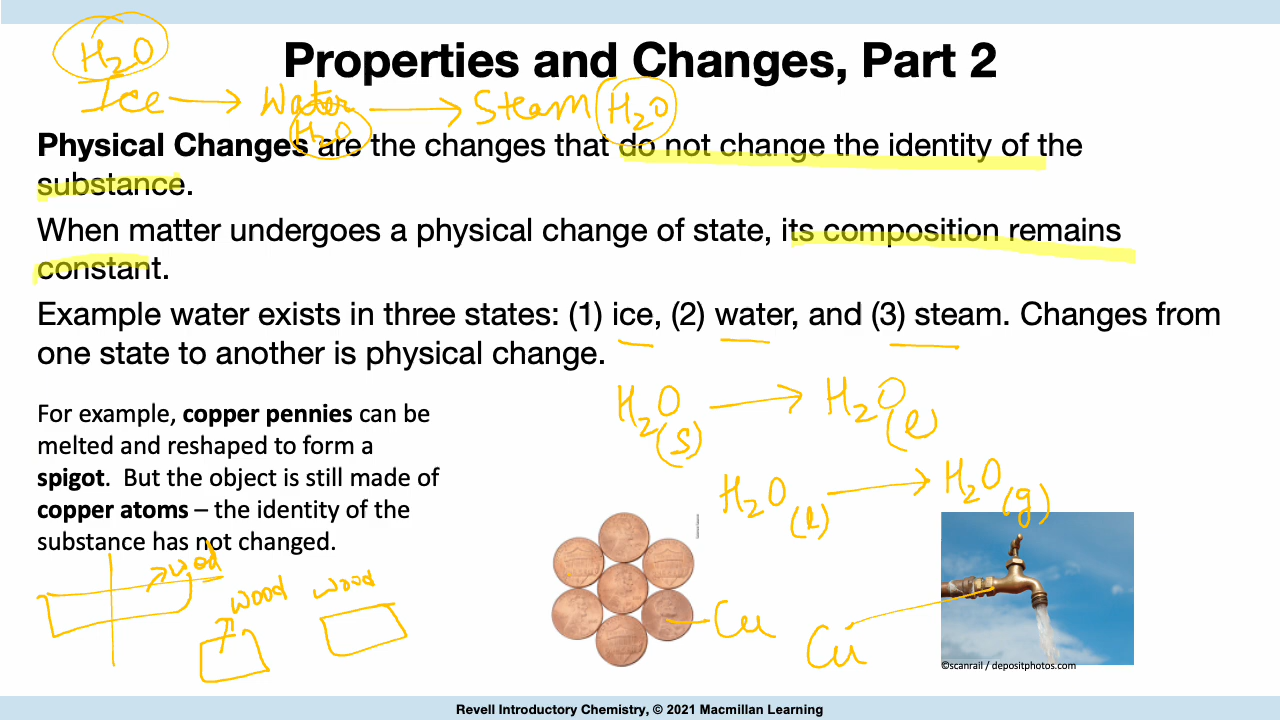 H₂O
Properties and Changes, Part 2
Ice → Water → Steam H₂O
H₂O
Physical Changes are the changes that do not change the identity of the
substance.
When matter undergoes a physical change of state, its composition remains
constant.
Example water exists in three states: (1) ice, (2) water, and (3) steam. Changes from
one state to another is physical change.
H₂O(s) → H₂O(l)
For example, copper pennies can be
melted and reshaped to form a
spigot. But the object is still made of
copper atoms – the identity of the
substance has not changed.
H₂O(l) → H₂O(g)
wood
wood
wood
Cu
Cu
©scanrail / depositphotos.com
Revell Introductory Chemistry, © 2021 Macmillan Learning